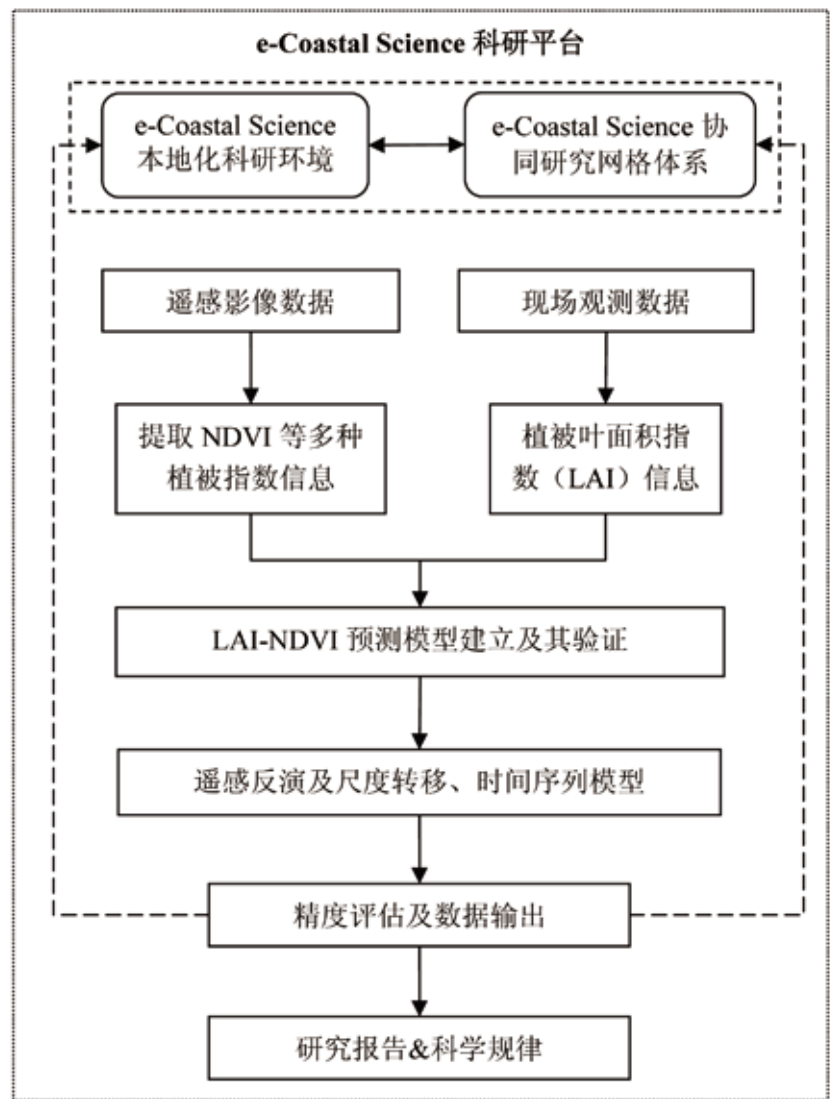 e-Coastal Science 科研平台
e-Coastal Science
本地化科研环境
e-Coastal Science 协
同研究网格体系
遥感影像数据
现场观测数据
提取 NDVI 等多种
植被指数信息
植被叶面积指
数（LAI）信息
LAI-NDVI 预测模型建立及其验证
遥感反演及尺度转移、时间序列模型
精度评估及数据输出
研究报告&科学规律